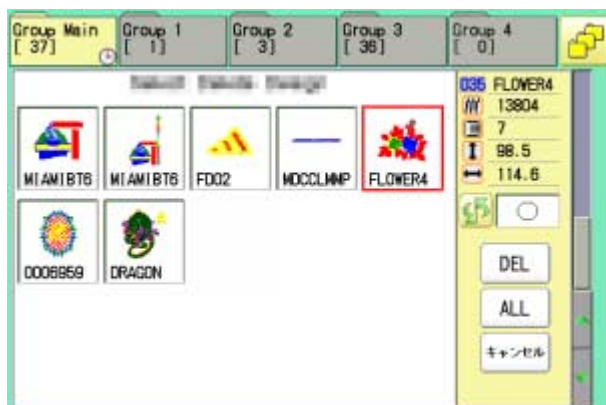 Group Main
[ 37]
Group 1
[ 1]
Group 2
[ 3]
Group 3
[ 36]
Group 4
[ 0]
035 FLOWER4
13804
7
98.5
114.6
MIAMIBT6
MIAMIBT6
FD02
MDCCLMNP
FLOWER4
0006959
DRAGON
DEL
ALL
キャンセル